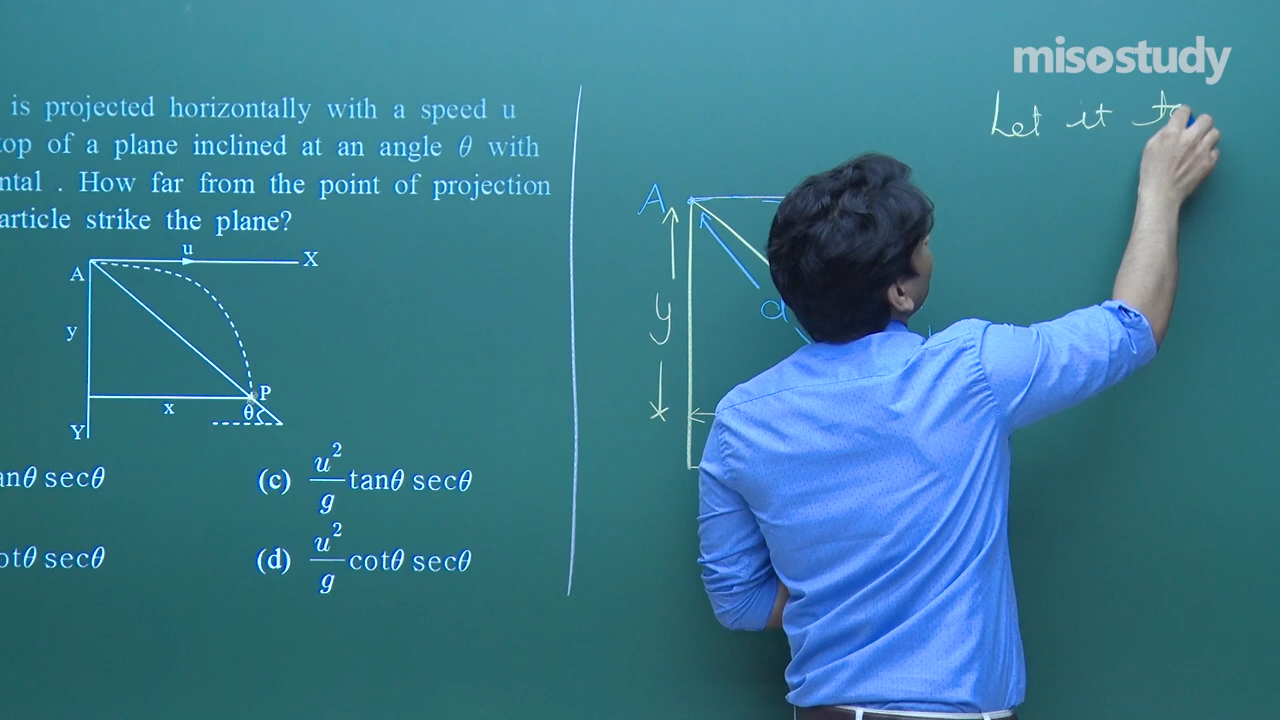 is projected horizontally with a speed u
top of a plane inclined at an angle θ with
ntal . How far from the point of projection
article strike the plane?
u
X
A
y
P
θ
x
Y
anθ secθ
(c) u²/g tanθ secθ
otθ secθ
(d) u²/g cotθ secθ
misostudy
Let it
A
y
d